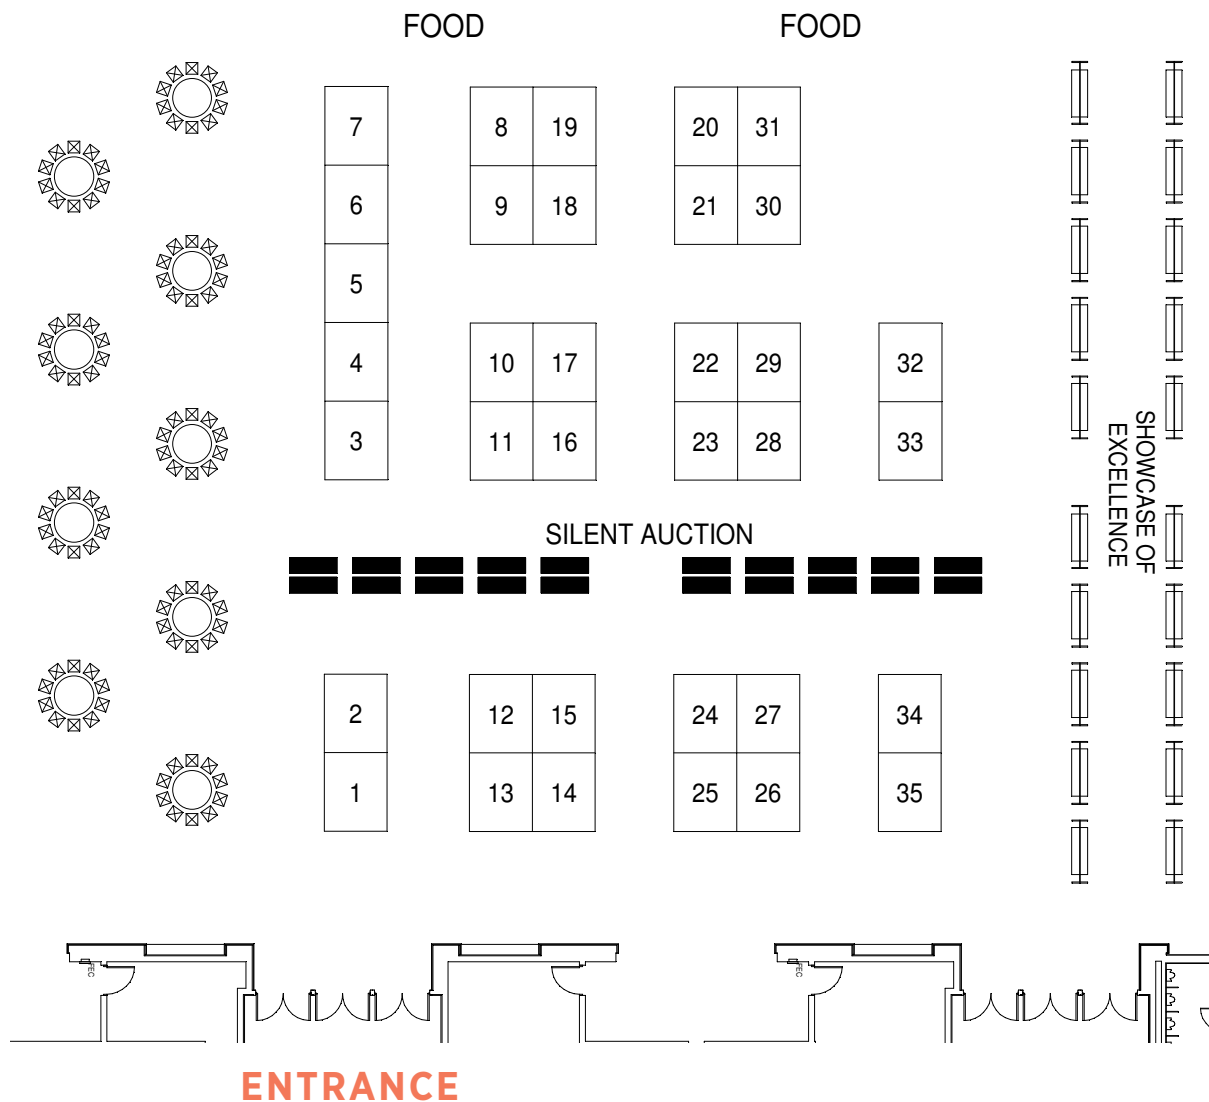 FOOD FOOD
7 8 19 20 31
6 9 18 21 30
5
4 10 17 22 29 32
3 11 16 23 28 33
SHOWCASE OF
EXCELLENCE
SILENT AUCTION
2 12 15 24 27 34
1 13 14 25 26 35
FEC FEC
ENTRANCE